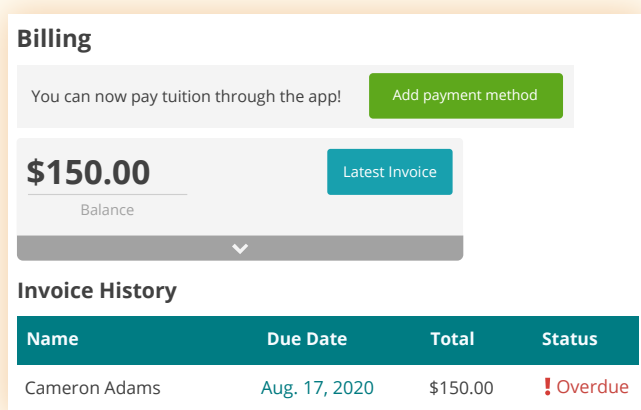 Billing
You can now pay tuition through the app! Add payment method
$150.00 Latest Invoice
Balance
Invoice History
Name Due Date Total Status
Cameron Adams Aug. 17, 2020 $150.00 ! Overdue